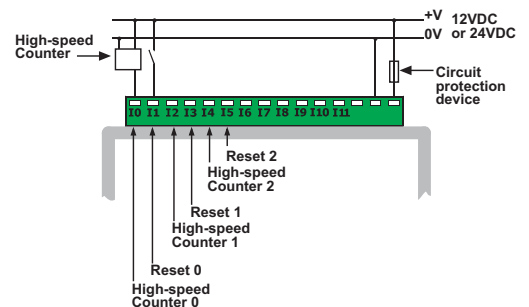 +V
12VDC
0V
or 24VDC
High-speed
Counter
Circuit
protection
device
I0 I1 I2 I3 I4 I5 I6 I7 I8 I9 I10 I11
Reset 2
High-speed
Counter 2
Reset 1
High-speed
Counter 1
Reset 0
High-speed
Counter 0